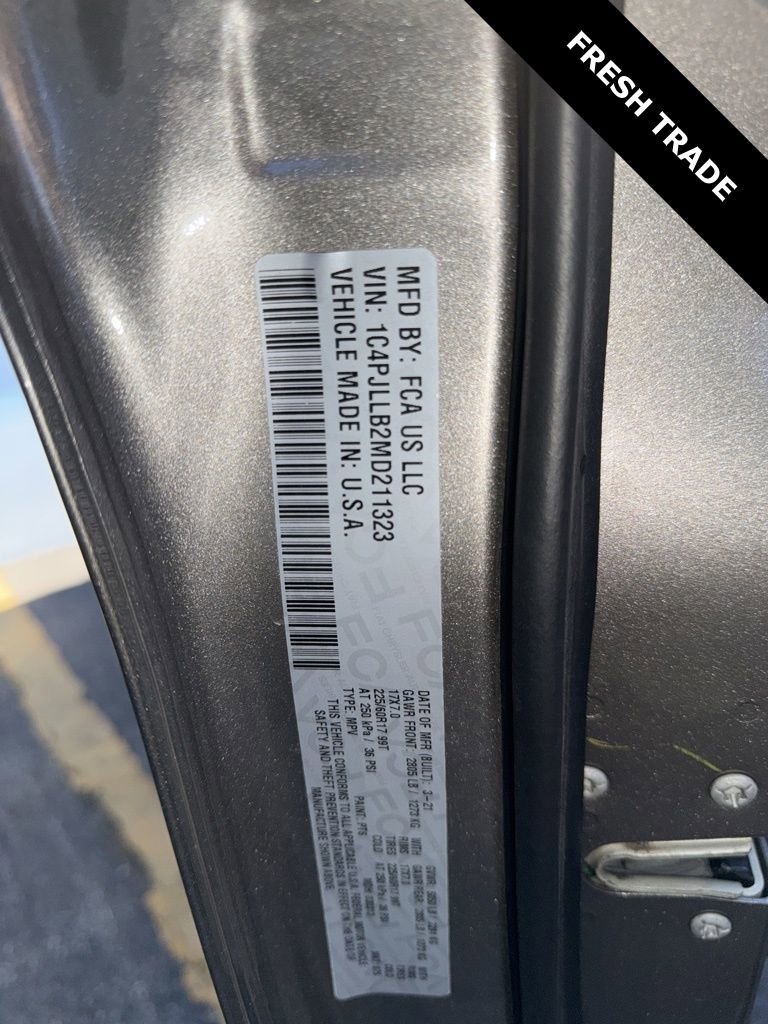 FRESH TRADE
MFD BY: FCA US LLC
VIN: 1C4PJLLB2MD211323
VEHICLE MADE IN: U.S.A.
DATE OF MFR (BUILT): 3-21
GAWR FRONT: 2805 LB / 1273 KG WITH
17X7.0
225/60R17 99T
AT 250 kPa / 36 PSI
TYPE: MPV
PAINT:
THIS VEHICLE CONFORMS TO ALL APPLICABLE U.S.A. FEDERAL MOTOR VEHICLE
SAFETY AND THEFT PREVENTION STANDARDS IN EFFECT ON THE DATE OF
MANUFACTURE SHOWN ABOVE.